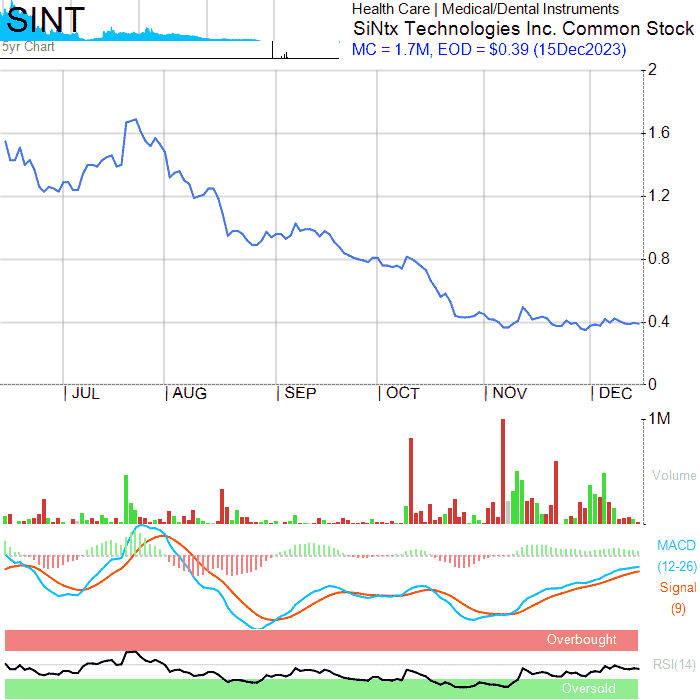 SINT
5yr Chart
Health Care | Medical/Dental Instruments
SiNtx Technologies Inc. Common Stock
MC = 1.7M, EOD = $0.39 (15Dec2023)
2
1.6
1.2
0.8
0.4
0
JUL AUG SEP OCT NOV DEC
1M
Volume
MACD
(12-26)
Signal
(9)
Overbought
RSI(14)
Oversold